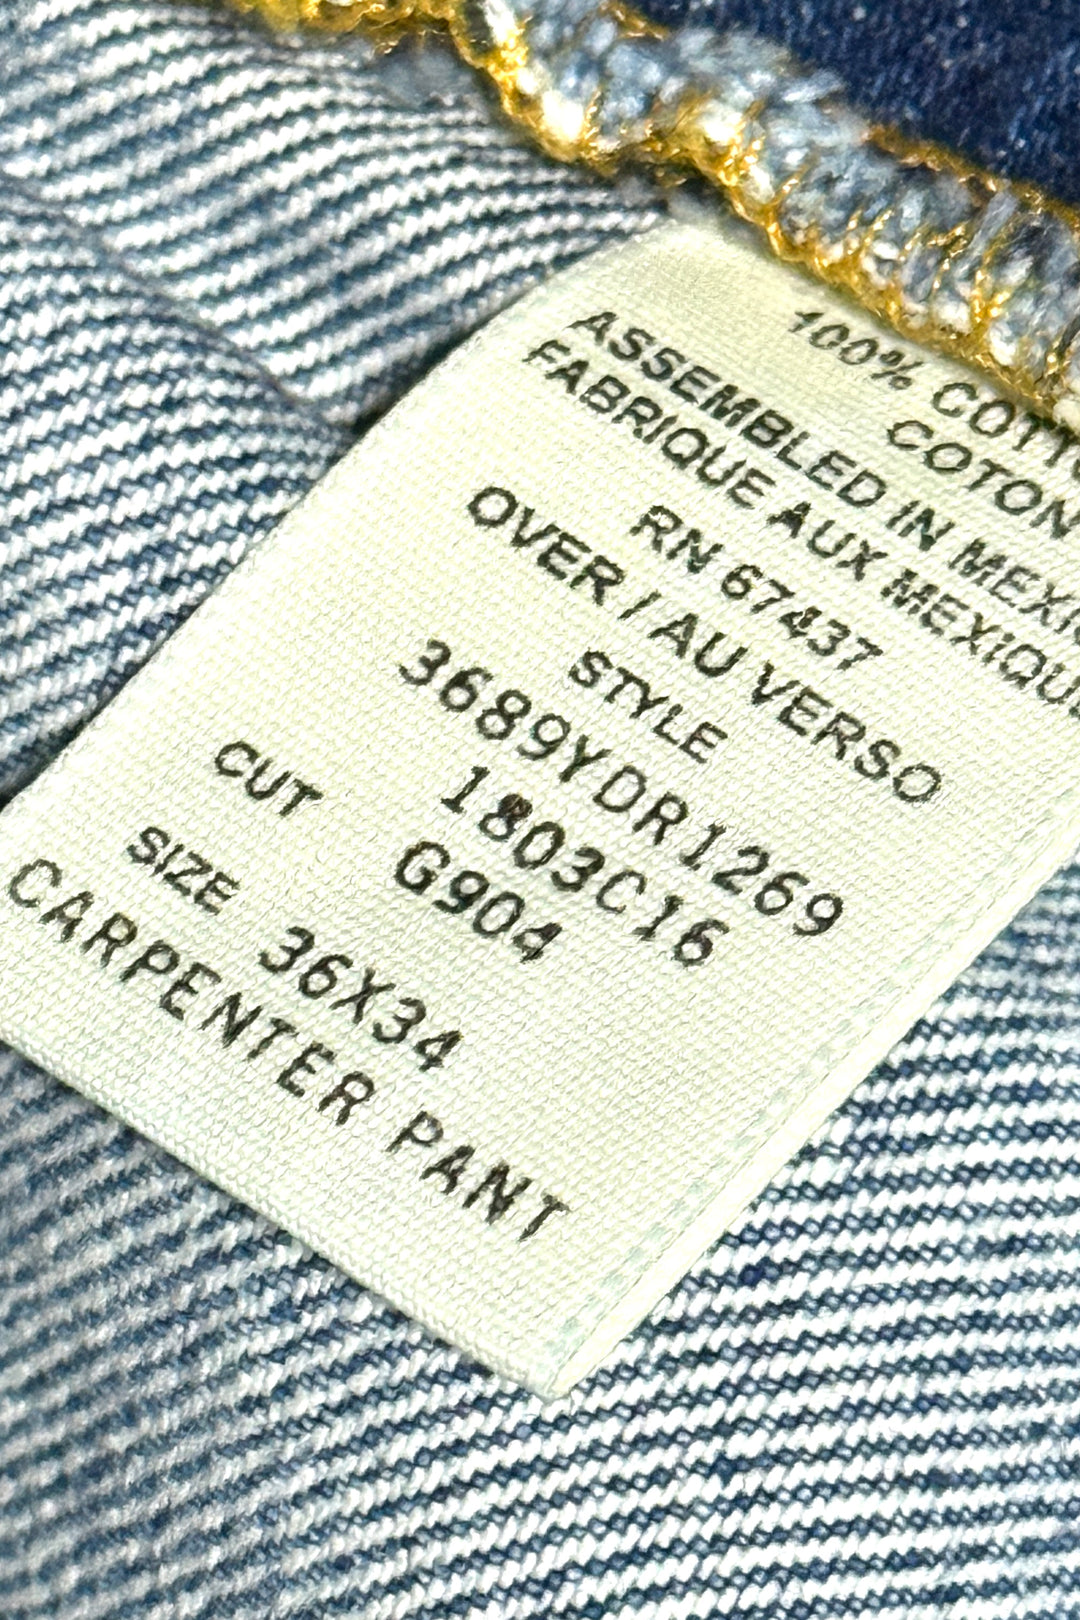 100% COTTO
COTON
ASSEMBLED IN MEXIC
FABRIQUE AUX MEXIQUE
RN 67437
OVER / AU VERSO
STYLE
3689YDR1269
1803C16
CUT G904
SIZE 36X34
CARPENTER PANT